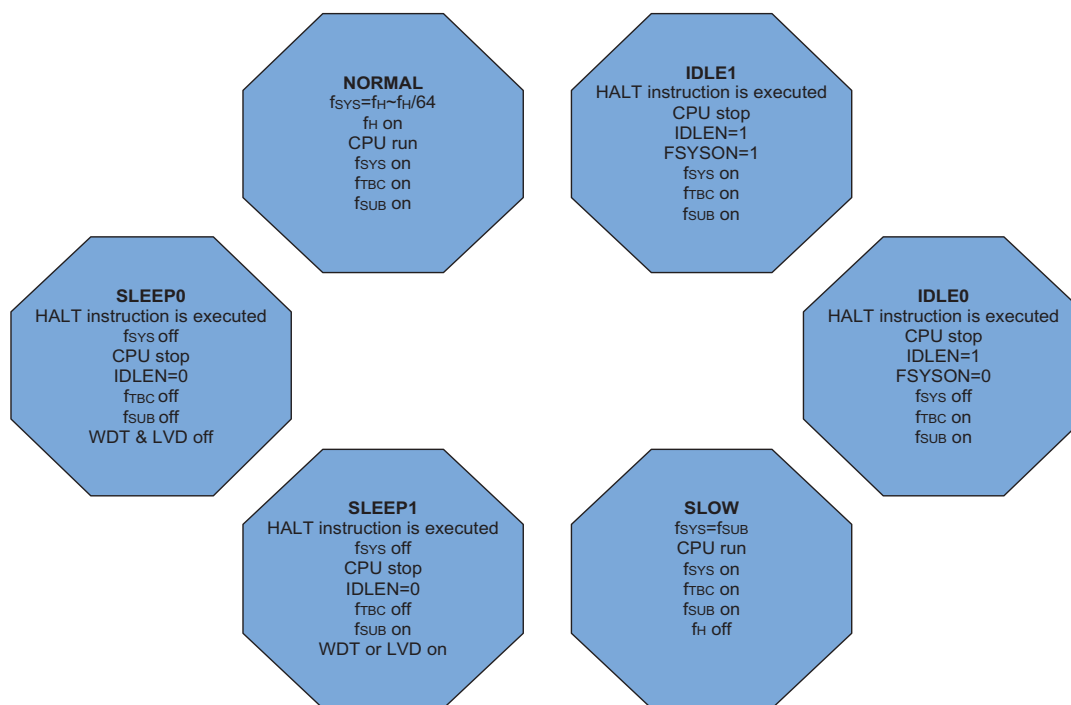 NORMAL
fSYS=fH~fH/64
fH on
CPU run
fSYS on
fTBC on
fSUB on
IDLE1
HALT instruction is executed
CPU stop
IDLEN=1
FSYSON=1
fSYS on
fTBC on
fSUB on
SLEEP0
HALT instruction is executed
fSYS off
CPU stop
IDLEN=0
fTBC off
fSUB off
WDT & LVD off
IDLE0
HALT instruction is executed
CPU stop
IDLEN=1
FSYSON=0
fSYS off
fTBC on
fSUB on
SLEEP1
HALT instruction is executed
fSYS off
CPU stop
IDLEN=0
fTBC off
fSUB on
WDT or LVD on
SLOW
fSYS=fSUB
CPU run
fSYS on
fTBC on
fSUB on
fH off